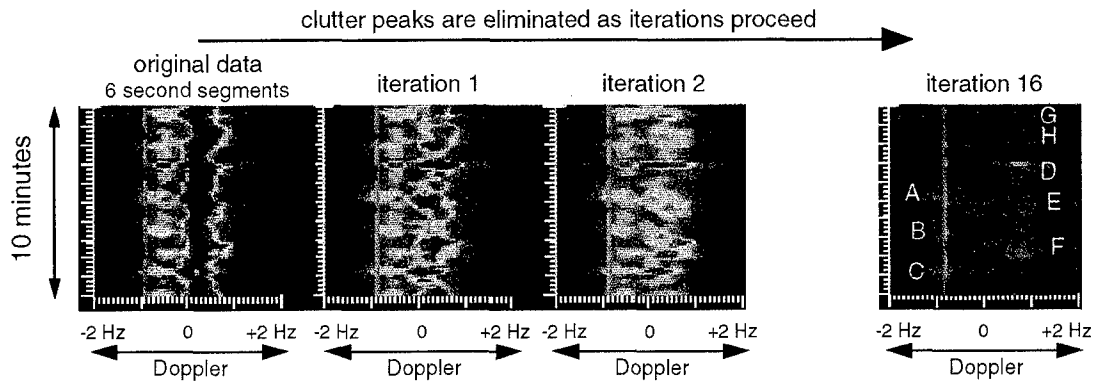 clutter peaks are eliminated as iterations proceed
original data
6 second segments
iteration 1
iteration 2
iteration 16
10 minutes
G
H
D
A
E
B
F
C
-2 Hz 0 +2 Hz
Doppler
-2 Hz 0 +2 Hz
Doppler
-2 Hz 0 +2 Hz
Doppler
-2 Hz 0 +2 Hz
Doppler